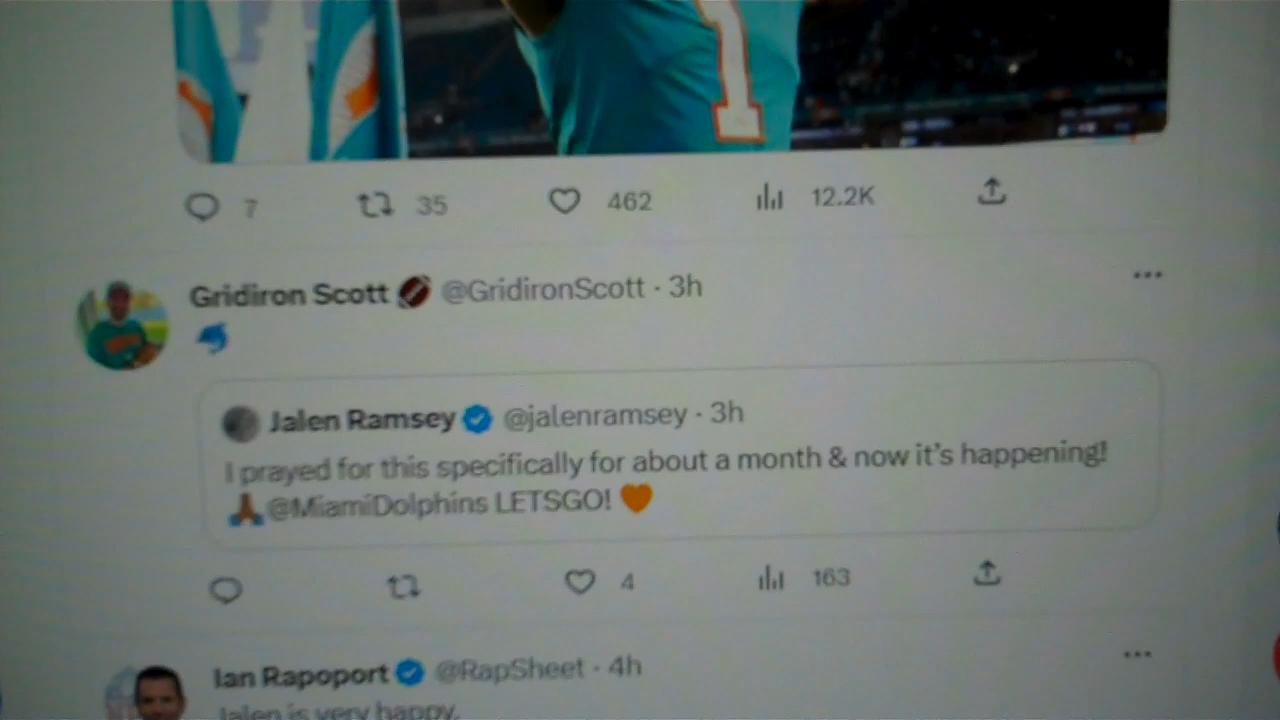 1
7 35 462 12.2K
Gridiron Scott 🏈 @GridironScott · 3h
🐬
Jalen Ramsey @jalenramsey · 3h
I prayed for this specifically for about a month & now it's happening!
🙏🏾@MiamiDolphins LETSGO! 🧡
4 163
Ian Rapoport @RapSheet · 4h
Jalen is very happy.